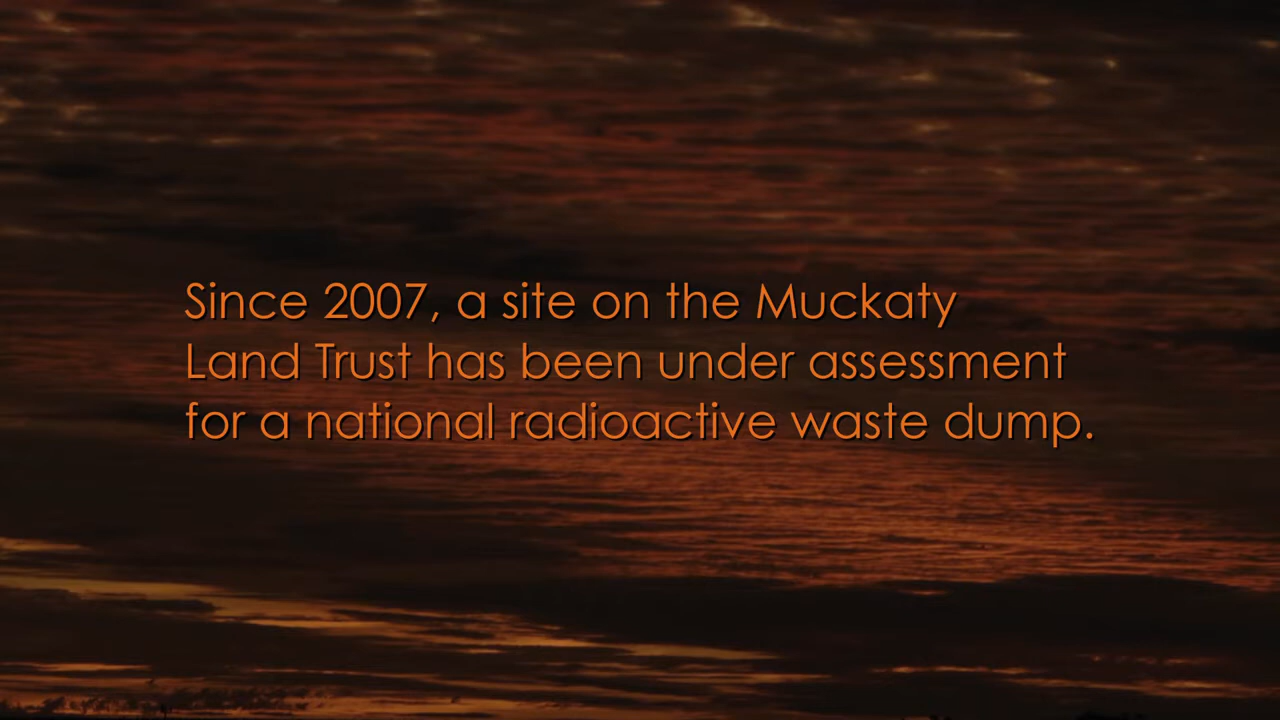 Since 2007, a site on the Muckaty
Land Trust has been under assessment
for a national radioactive waste dump.